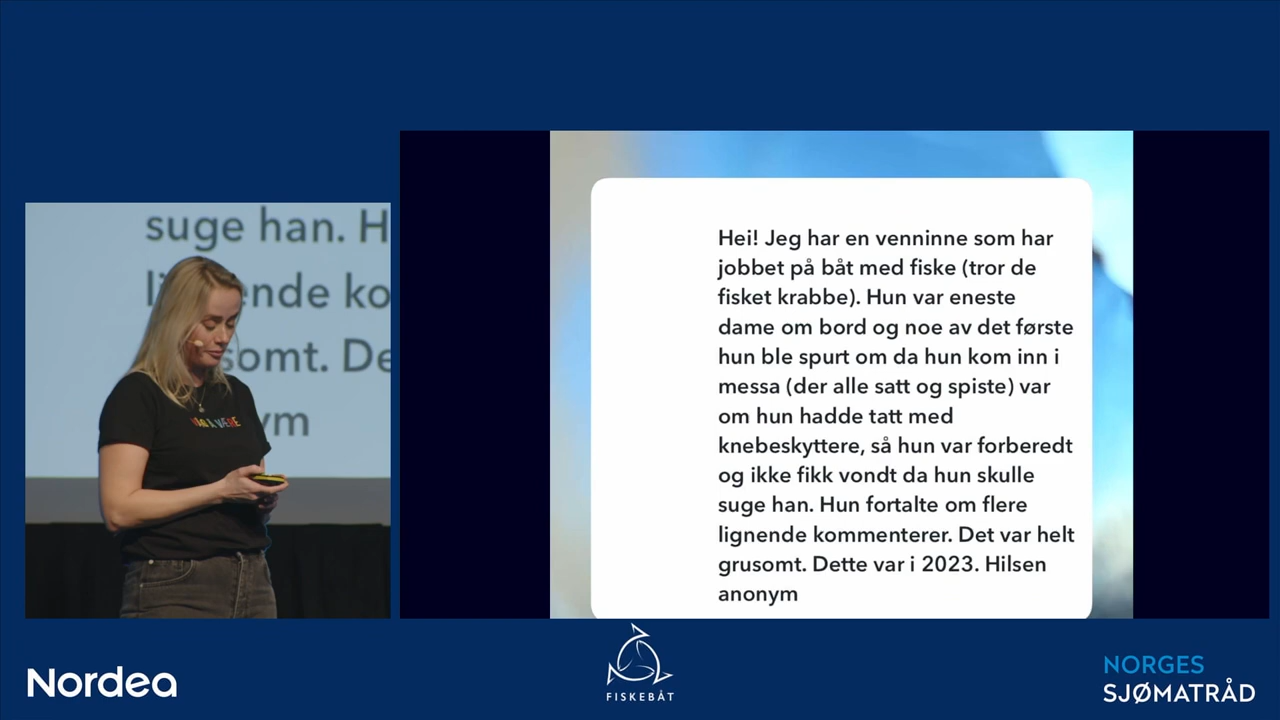 suge han. H
ende ko
somt. De
ym
Hei! Jeg har en venninne som har
jobbet på båt med fiske (tror de
fisket krabbe). Hun var eneste
dame om bord og noe av det første
hun ble spurt om da hun kom inn i
messa (der alle satt og spiste) var
om hun hadde tatt med
knebeskyttere, så hun var forberedt
og ikke fikk vondt da hun skulle
suge han. Hun fortalte om flere
lignende kommenterer. Det var helt
grusomt. Dette var i 2023. Hilsen
anonym
Nordea
FISKEBÅT
NORGES
SJØMATRÅD